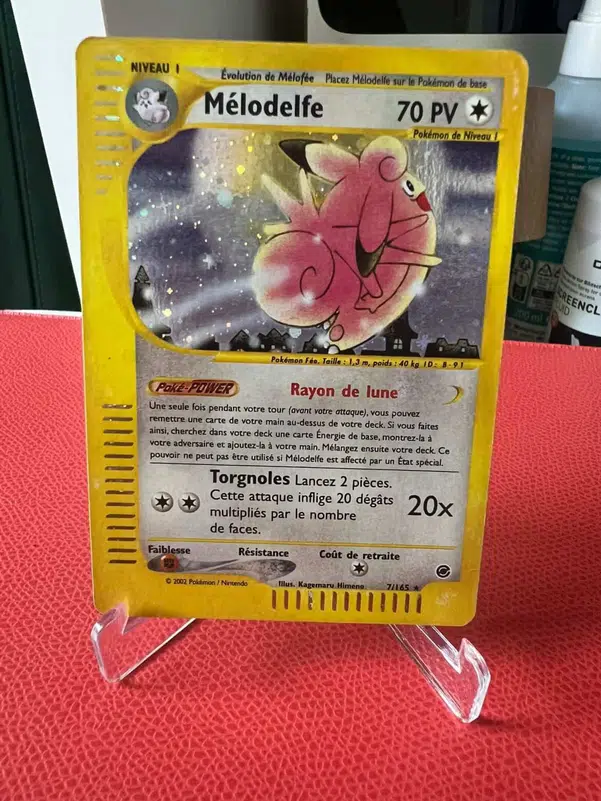 NIVEAU 1
Évolution de Mélofée
Placez Mélodelfe sur le Pokémon de base
Mélodelfe
70 PV
Pokémon de Niveau 1
Pokémon Fée. Taille : 1,3 m, poids : 40 kg ID: B-91
Poké-POWER
Rayon de lune
Une seule fois pendant votre tour (avant votre attaque), vous pouvez
remettre une carte de votre main au-dessus de votre deck. Si vous faites
ainsi, cherchez dans votre deck une carte Énergie de base, montrez-la à
votre adversaire et ajoutez-la à votre main. Mélangez ensuite votre deck. Ce
pouvoir ne peut pas être utilisé si Mélodelfe est affecté par un État spécial.
Torgnoles Lancez 2 pièces.
Cette attaque inflige 20 dégâts
multipliés par le nombre
de faces.
20x
Faiblesse
Résistance
Coût de retraite
© 2002 Pokémon / Nintendo
Illus. Kagemaru Himeno
7/165 ★